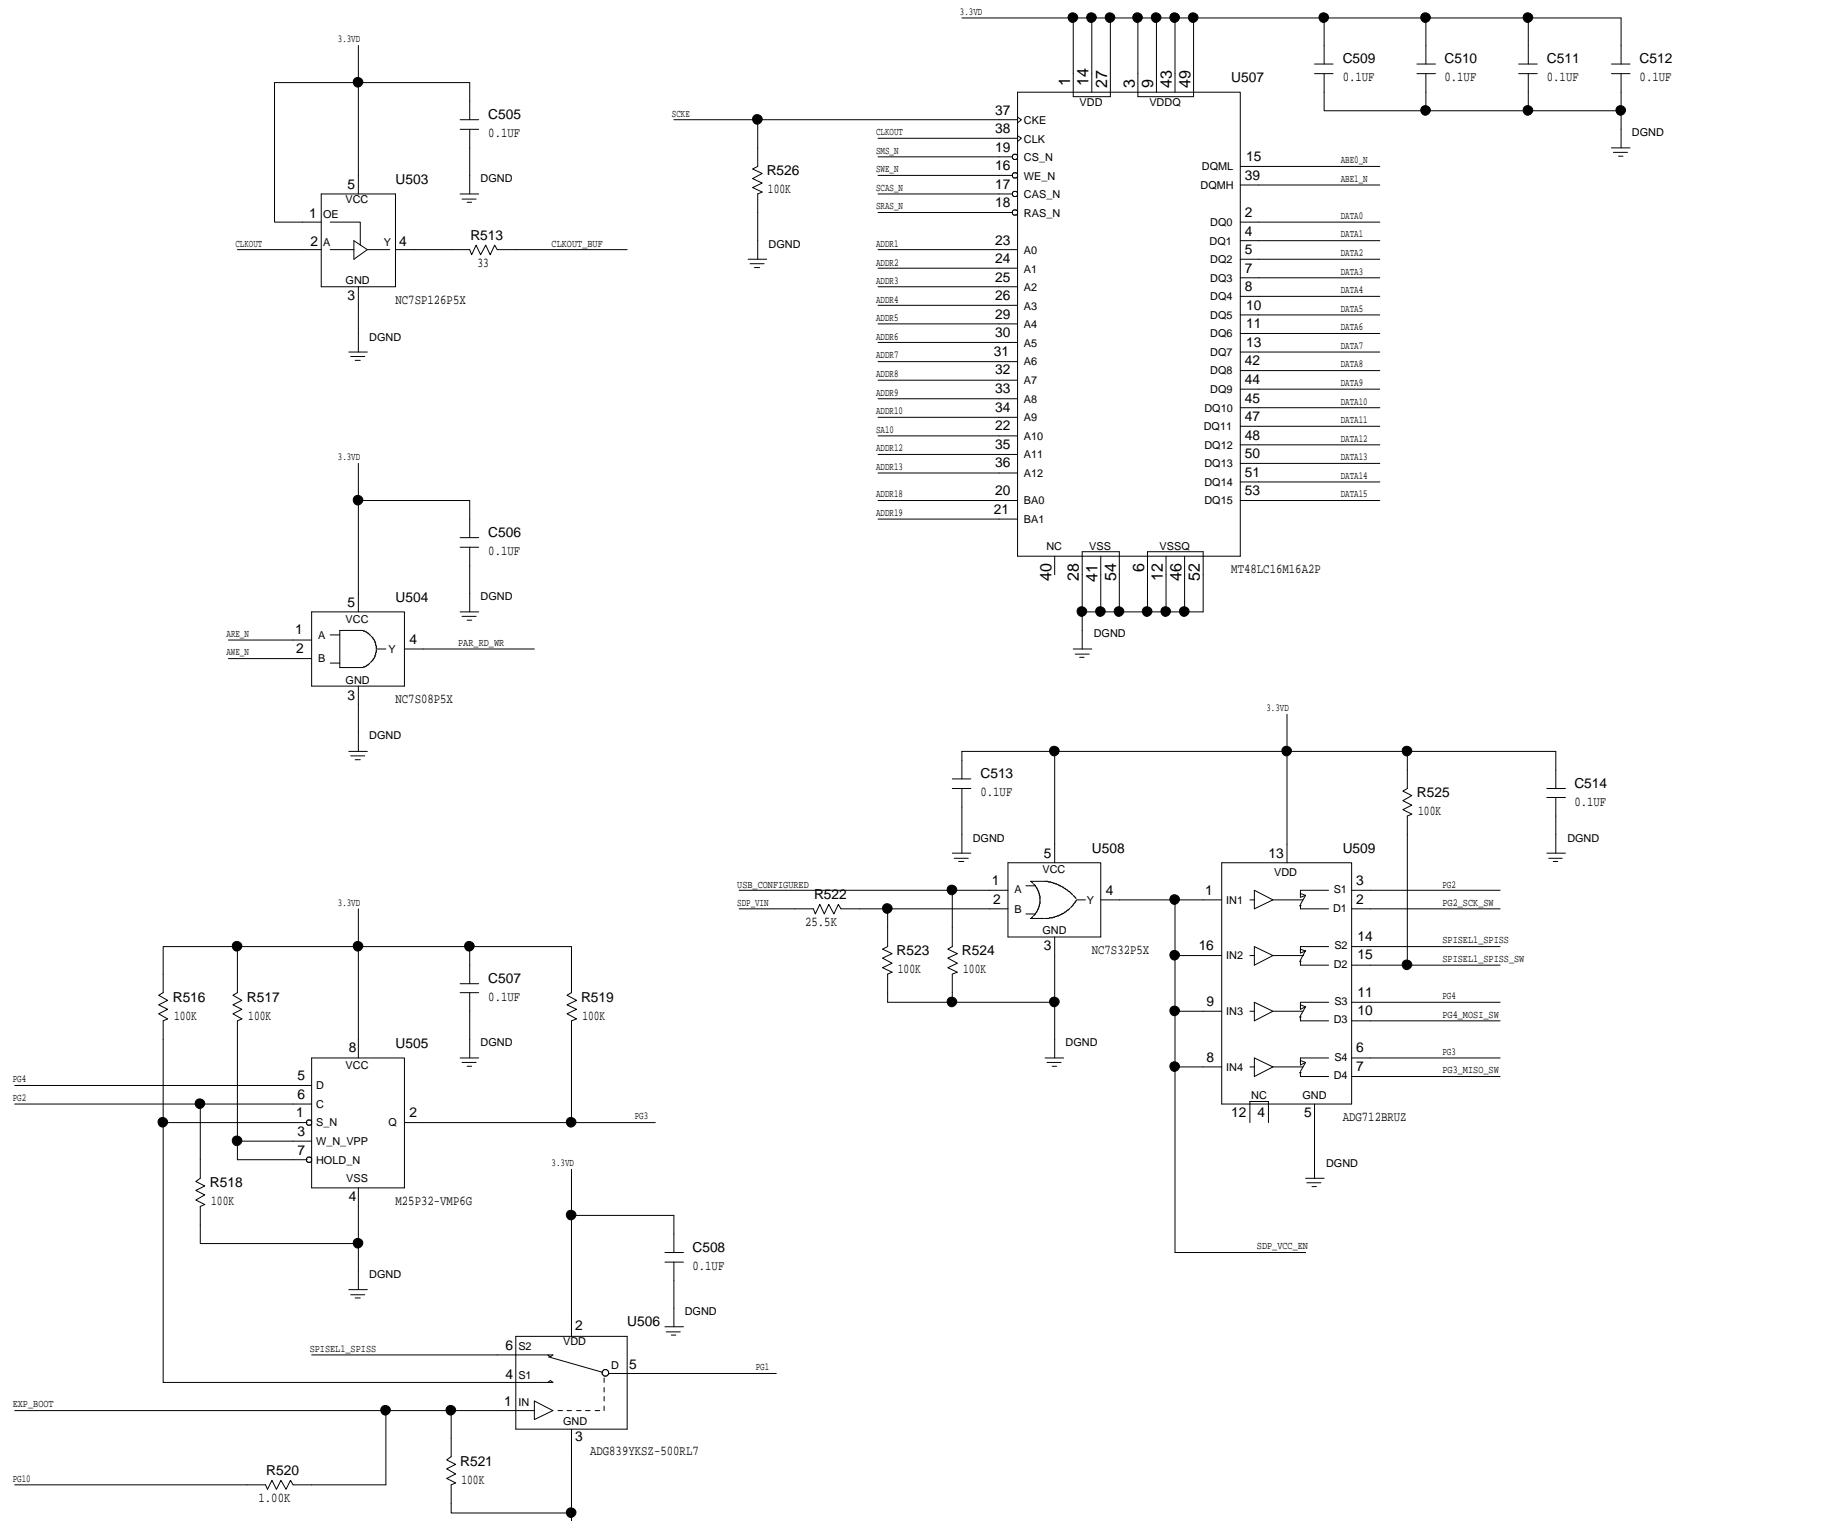 3.3VD
C505
0.1UF
DGND
U503
5
VCC
1 OE
CLKOUT 2 A Y 4 R513 CLKOUT_BUF
33
GND
3
NC7SP126P5X
DGND
3.3VD
C506
0.1UF
DGND
U504
5
VCC
ARE_N 1 A
AWE_N 2 B
Y 4 PAR_RD_WR
GND
3
NC7S08P5X
DGND
3.3VD
R516
100K
R517
100K
C507
0.1UF
DGND
R519
100K
U505
8
VCC
PG4 5 D
PG2 6 C
1 S_N Q 2 PG3
3 W_N_VPP
7 HOLD_N
VSS
4
M25P32-VMP6G
R518
100K
DGND
3.3VD
C508
0.1UF
DGND
U506
2
VDD
SPISEL1_SPISS 6 S2
D 5 PG1
4 S1
EXP_BOOT 1 IN
GND
3
ADG839YKSZ-500RL7
R521
100K
PG10 R520
1.00K
3.3VD
C509
0.1UF
C510
0.1UF
C511
0.1UF
C512
0.1UF
DGND
U507
1 14 27 3 9 43 49
VDD VDDQ
SCKE 37 CKE
R526
100K
DGND
CLKOUT 38 CLK
SMS_N 19 CS_N
SWE_N 16 WE_N
SCAS_N 17 CAS_N
SRAS_N 18 RAS_N
ADDR1 23 A0
ADDR2 24 A1
ADDR3 25 A2
ADDR4 26 A3
ADDR5 29 A4
ADDR6 30 A5
ADDR7 31 A6
ADDR8 32 A7
ADDR9 33 A8
ADDR10 34 A9
SA10 22 A10
ADDR12 35 A11
ADDR13 36 A12
ADDR18 20 BA0
ADDR19 21 BA1
DQML 15 ABE0_N
DQMH 39 ABE1_N
DQ0 2 DATA0
DQ1 4 DATA1
DQ2 5 DATA2
DQ3 7 DATA3
DQ4 8 DATA4
DQ5 10 DATA5
DQ6 11 DATA6
DQ7 13 DATA7
DQ8 42 DATA8
DQ9 44 DATA9
DQ10 45 DATA10
DQ11 47 DATA11
DQ12 48 DATA12
DQ13 50 DATA13
DQ14 51 DATA14
DQ15 53 DATA15
NC VSS VSSQ
40 28 41 54 6 12 46 52
MT48LC16M16A2P
DGND
3.3VD
C513
0.1UF
DGND
R525
100K
C514
0.1UF
DGND
U508
5
VCC
USB_CONFIGURED 1 A
SDP_VIN R522 2 B
25.5K
Y 4
GND
3
NC7S32P5X
R523
100K
R524
100K
DGND
U509
13
VDD
1 IN1 S1 3 PG2
D1 2 PG2_SCK_SW
16 IN2 S2 14 SPISEL1_SPISS
D2 15 SPISEL1_SPISS_SW
9 IN3 S3 11 PG4
D3 10 PG4_MOSI_SW
8 IN4 S4 6 PG3
D4 7 PG3_MISO_SW
NC GND
12 4 5
ADG712BRUZ
DGND
SDP_VCC_EN